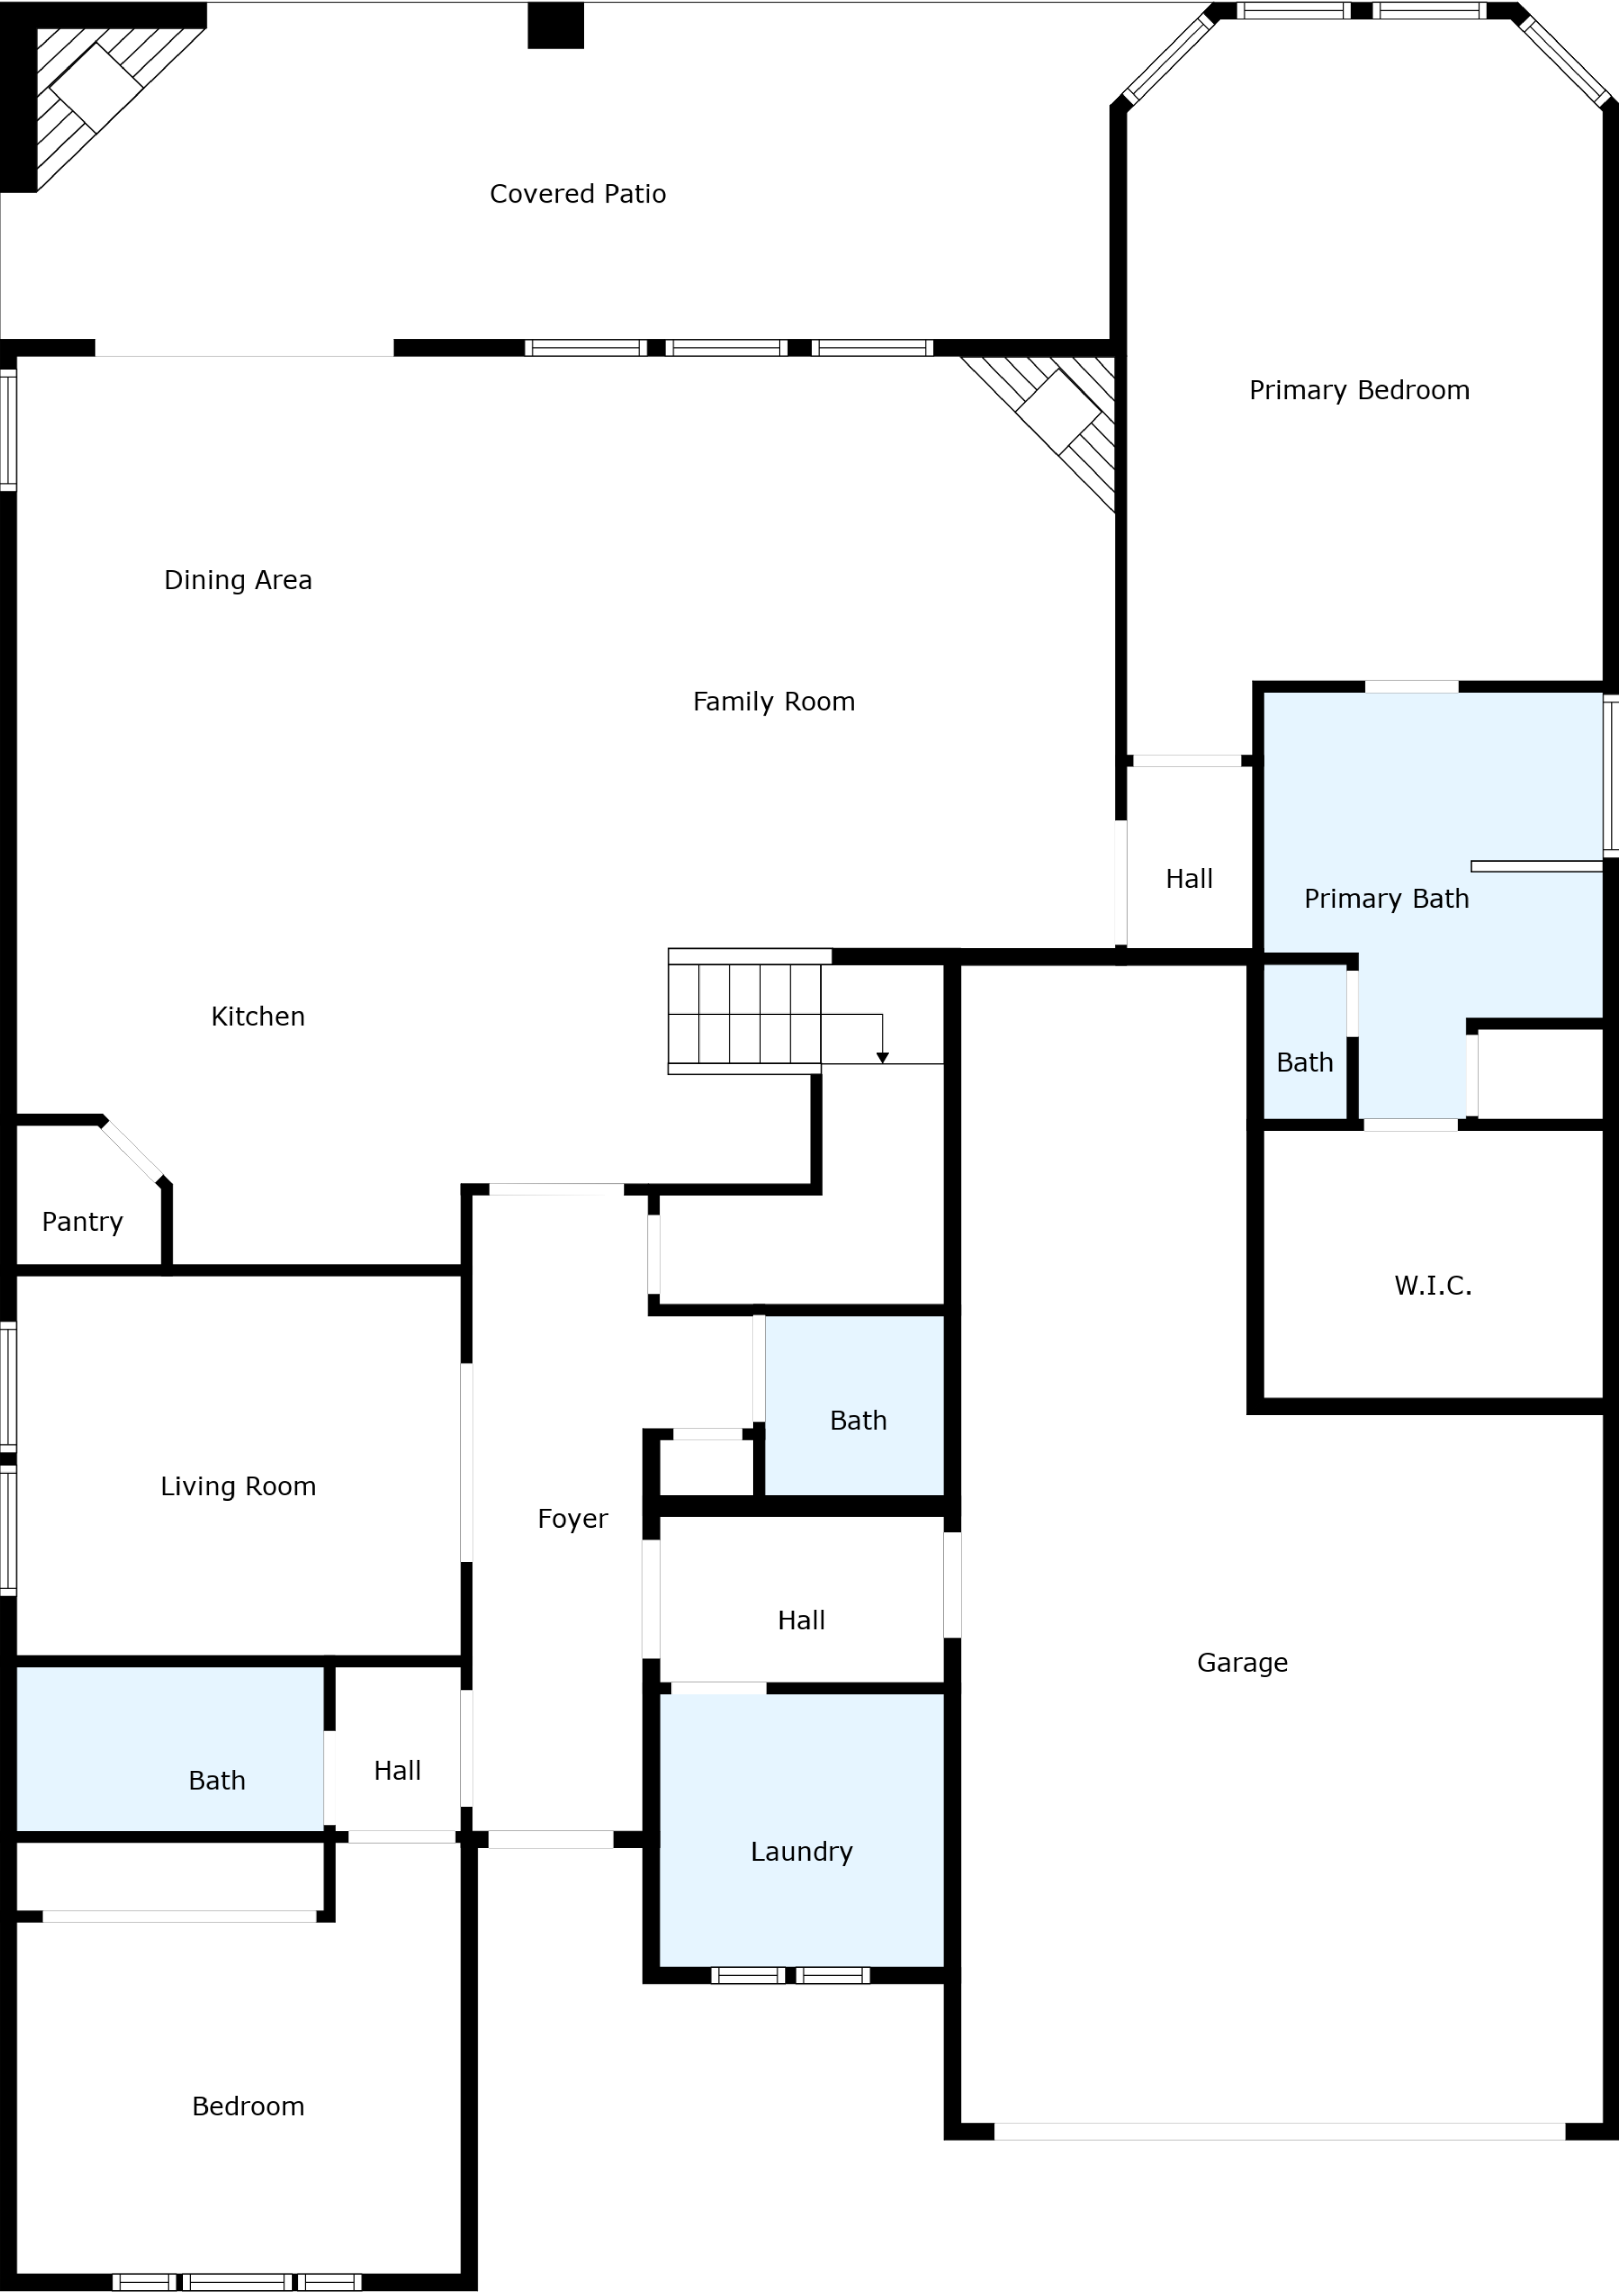 Covered Patio
Primary Bedroom
Dining Area
Family Room
Hall
Primary Bath
Kitchen
Bath
Pantry
W.I.C.
Bath
Living Room
Foyer
Hall
Garage
Hall
Bath
Laundry
Bedroom